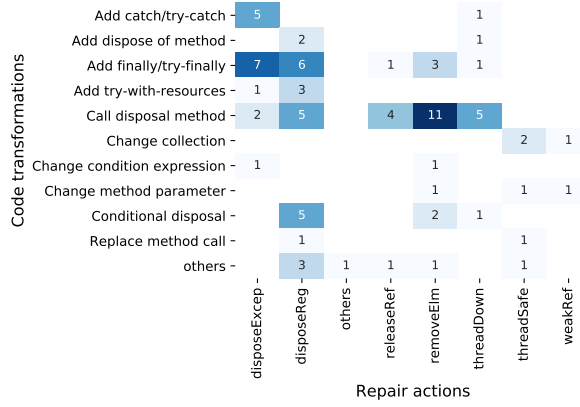 Code transformations
Add catch/try-catch 5 1
Add dispose of method 2 1
Add finally/try-finally 7 6 1 3 1
Add try-with-resources 1 3
Call disposal method 2 5 4 11 5
Change collection 2 1
Change condition expression 1 1
Change method parameter 1 1 1
Conditional disposal 5 2 1
Replace method call 1 1
others 3 1 1 1 1
disposeExcep
disposeReg
others
releaseRef
removeElm
threadDown
threadSafe
weakRef
Repair actions